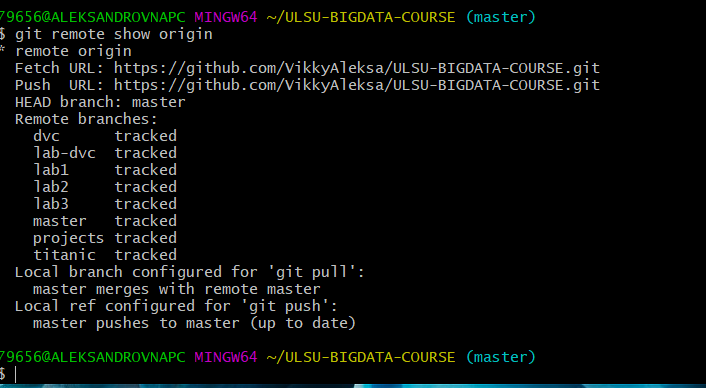 79656@ALEKSANDROVNAPC MINGW64 ~/ULSU-BIGDATA-COURSE (master)
$ git remote show origin
* remote origin
  Fetch URL: https://github.com/VikkyAleksa/ULSU-BIGDATA-COURSE.git
  Push  URL: https://github.com/VikkyAleksa/ULSU-BIGDATA-COURSE.git
  HEAD branch: master
  Remote branches:
    dvc      tracked
    lab-dvc  tracked
    lab1     tracked
    lab2     tracked
    lab3     tracked
    master   tracked
    projects tracked
    titanic  tracked
  Local branch configured for 'git pull':
    master merges with remote master
  Local ref configured for 'git push':
    master pushes to master (up to date)
79656@ALEKSANDROVNAPC MINGW64 ~/ULSU-BIGDATA-COURSE (master)
$